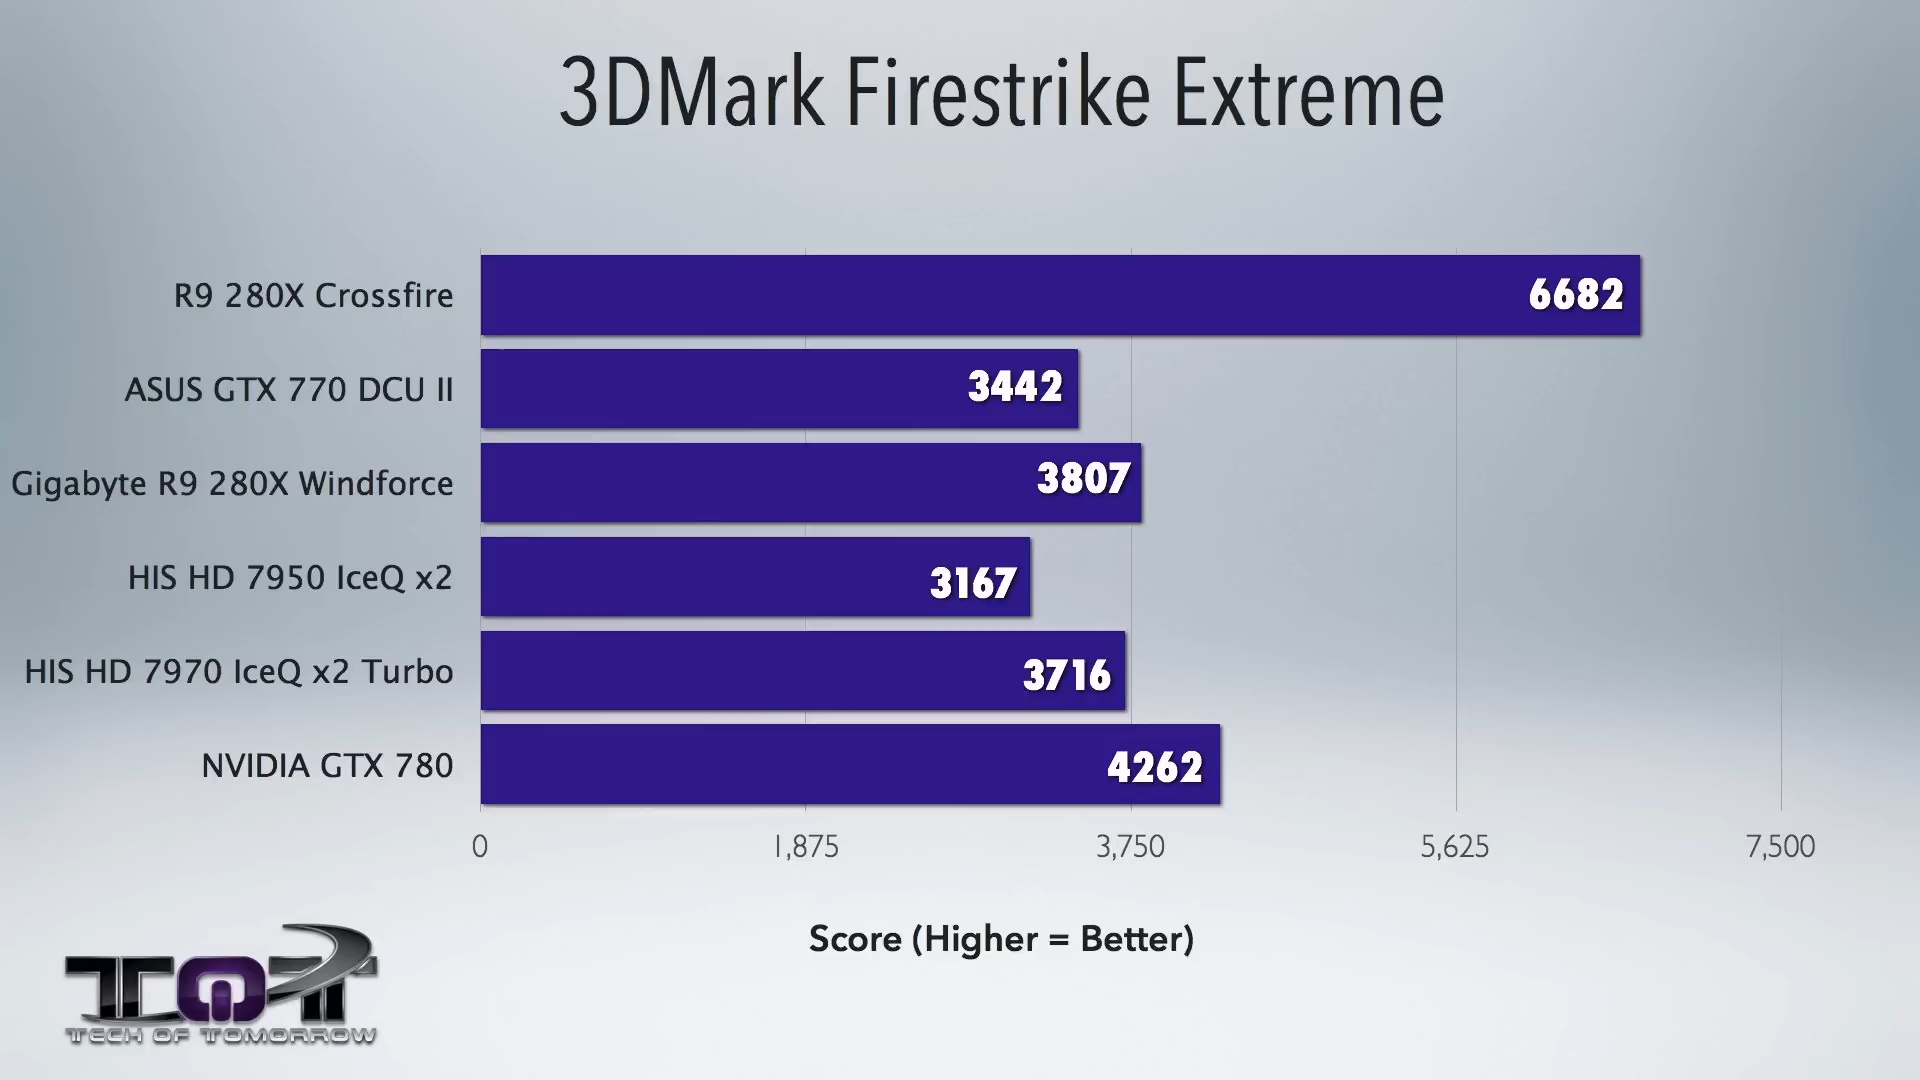 3DMark Firestrike Extreme
R9 280X Crossfire
6682
ASUS GTX 770 DCU II
3442
Gigabyte R9 280X Windforce
3807
HIS HD 7950 IceQ x2
3167
HIS HD 7970 IceQ x2 Turbo
3716
NVIDIA GTX 780
4262
0 1,875 3,750 5,625 7,500
Score (Higher = Better)
TOT
TECH OF TOMORROW